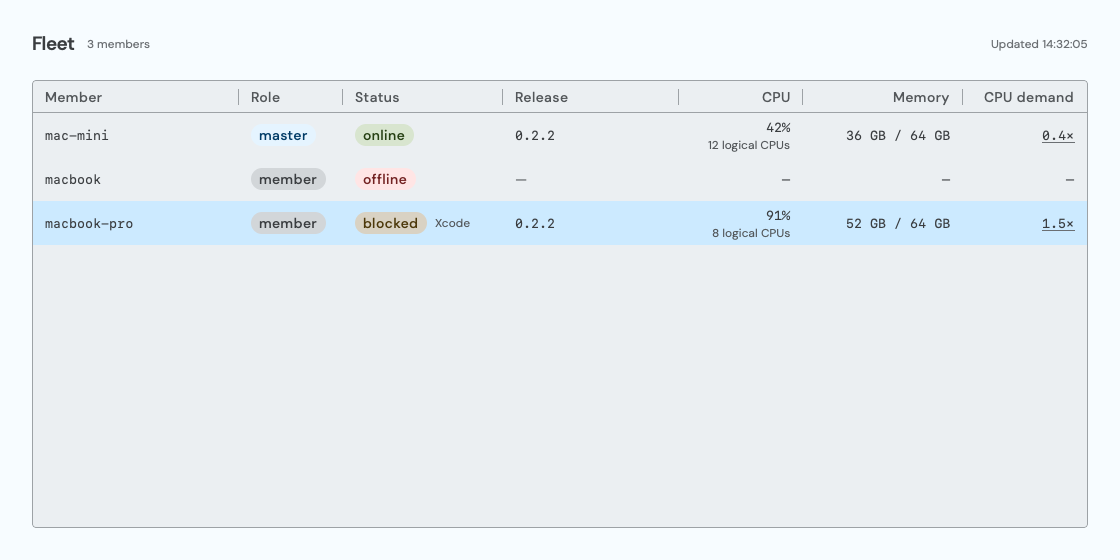 Fleet 3 members Updated 14:32:05
Member Role Status Release CPU Memory CPU demand
mac-mini master online 0.2.2 42% 36 GB / 64 GB 0.4×
12 logical CPUs
macbook member offline — — — —
macbook-pro member blocked Xcode 0.2.2 91% 52 GB / 64 GB 1.5×
8 logical CPUs